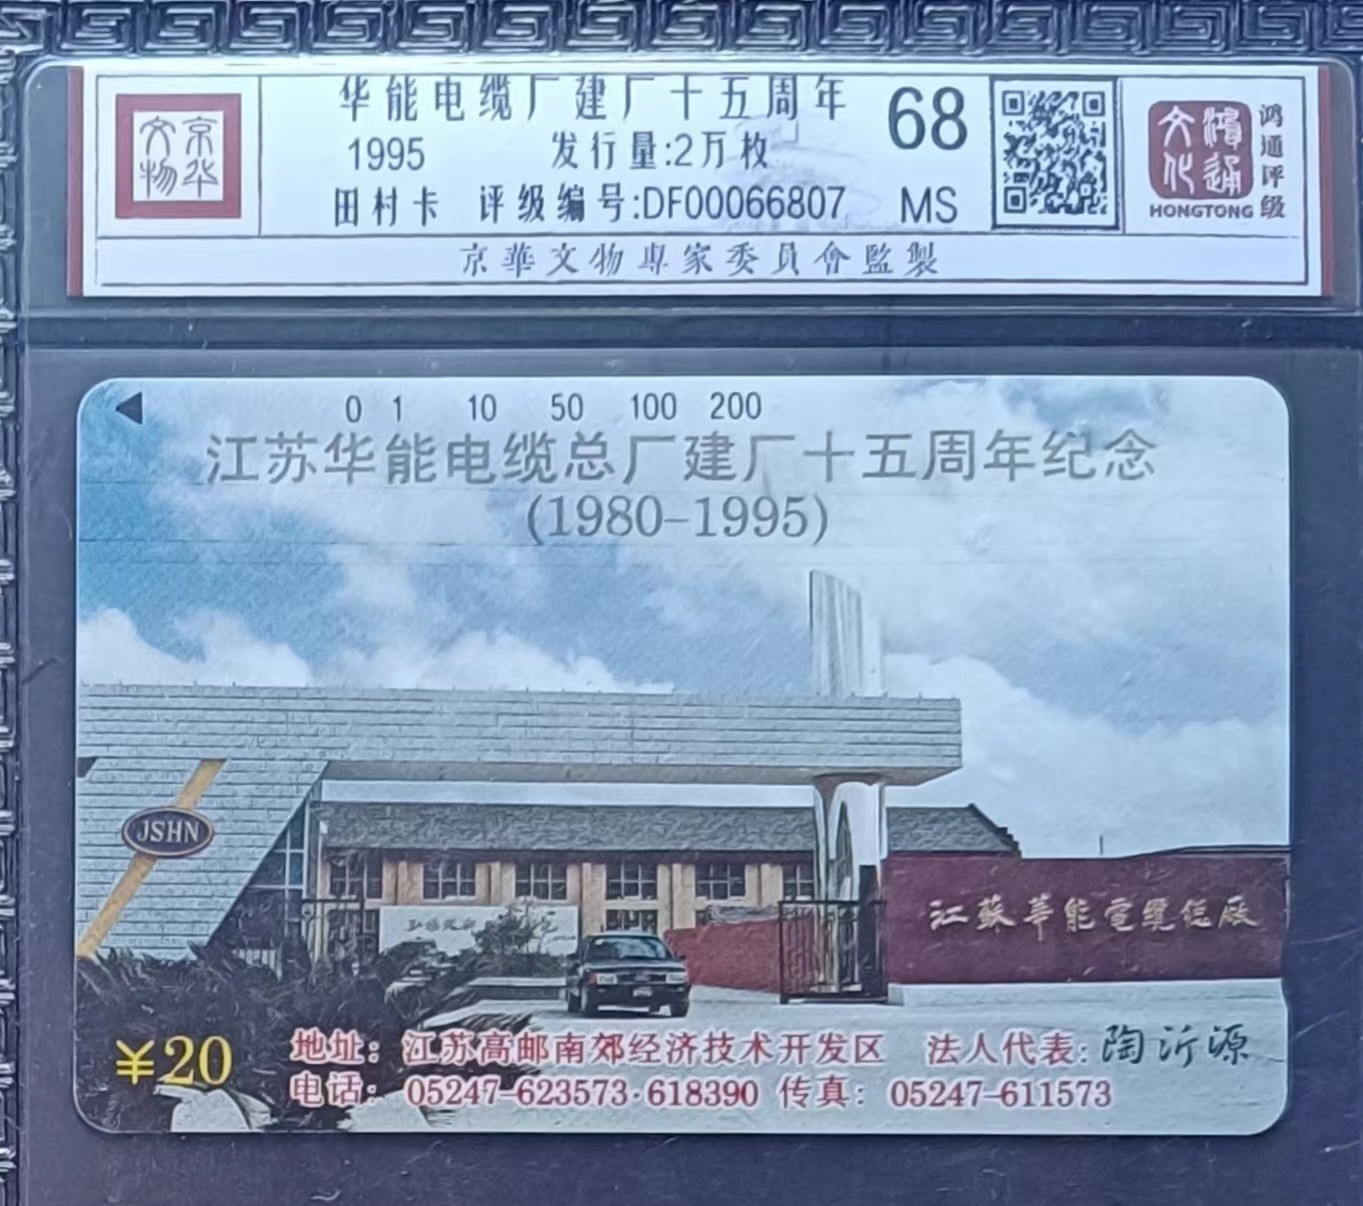 京华
文物
华能电缆厂建厂十五周年
1995 发行量:2万枚
田村卡 评级编号:DF00066807
68
MS
鸿通
文化
HONGTONG
鸿通评级
京華文物專家委員會監製
0 1 10 50 100 200
江苏华能电缆总厂建厂十五周年纪念
(1980-1995)
JSHN
江蘇華能電纜總廠
¥20
地址：江苏高邮南郊经济技术开发区 法人代表:陶沂源
电话：05247-623573·618390 传真：05247-611573